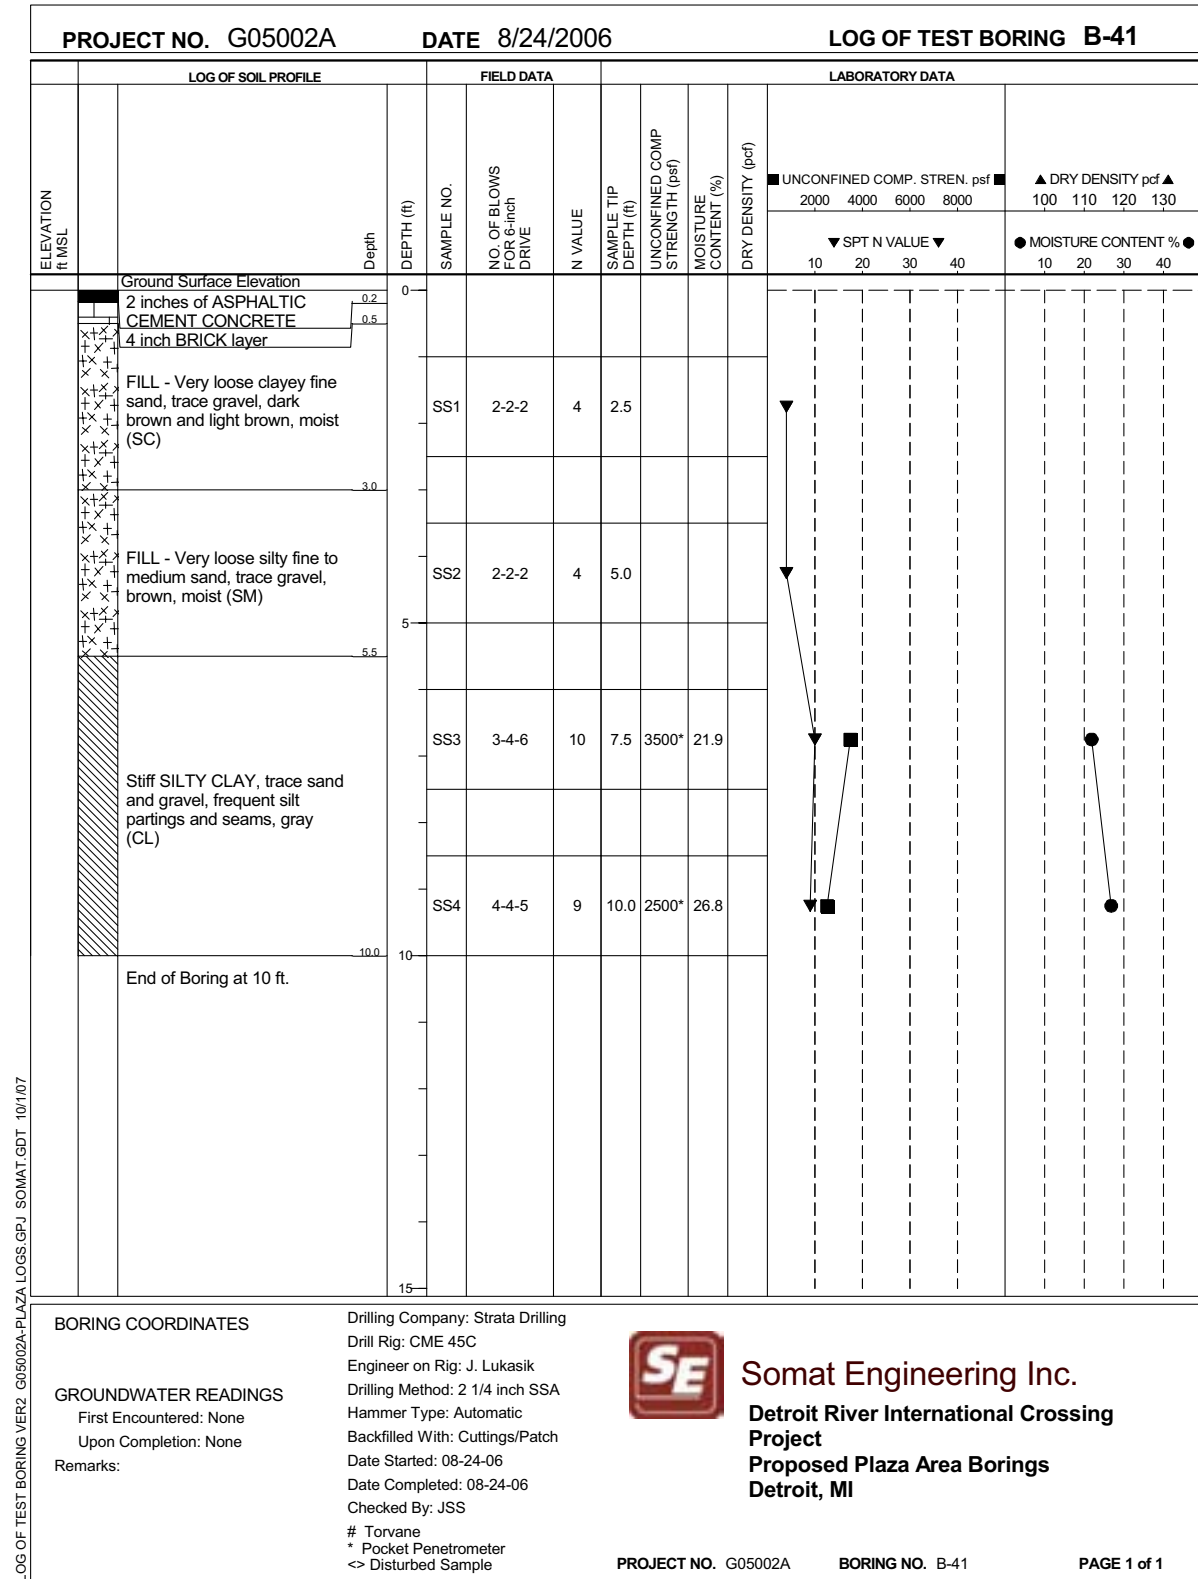 PROJECT NO. G05002A DATE 8/24/2006 LOG OF TEST BORING B-41
LOG OF SOIL PROFILE FIELD DATA LABORATORY DATA
ELEVATION
ft MSL
Depth
DEPTH (ft)
SAMPLE NO.
NO. OF BLOWS
FOR 6-inch
DRIVE
N VALUE
SAMPLE TIP
DEPTH (ft)
UNCONFINED COMP
STRENGTH (psf)
MOISTURE
CONTENT (%)
DRY DENSITY (pcf)
■ UNCONFINED COMP. STREN. psf ■ ▲ DRY DENSITY pcf ▲
2000 4000 6000 8000 100 110 120 130
▼ SPT N VALUE ▼ ● MOISTURE CONTENT % ●
10 20 30 40 10 20 30 40
Ground Surface Elevation
0
2 inches of ASPHALTIC 0.2
CEMENT CONCRETE 0.5
4 inch BRICK layer
FILL - Very loose clayey fine
sand, trace gravel, dark
brown and light brown, moist
(SC)
SS1 2-2-2 4 2.5
3.0
FILL - Very loose silty fine to
medium sand, trace gravel,
brown, moist (SM)
SS2 2-2-2 4 5.0
5
5.5
SS3 3-4-6 10 7.5 3500* 21.9
Stiff SILTY CLAY, trace sand
and gravel, frequent silt
partings and seams, gray
(CL)
SS4 4-4-5 9 10.0 2500* 26.8
10.0 10
End of Boring at 10 ft.
15
LOG OF TEST BORING VER2 G05002A-PLAZA LOGS.GPJ SOMAT.GDT 10/1/07
BORING COORDINATES
GROUNDWATER READINGS
First Encountered: None
Upon Completion: None
Remarks:
Drilling Company: Strata Drilling
Drill Rig: CME 45C
Engineer on Rig: J. Lukasik
Drilling Method: 2 1/4 inch SSA
Hammer Type: Automatic
Backfilled With: Cuttings/Patch
Date Started: 08-24-06
Date Completed: 08-24-06
Checked By: JSS
# Torvane
* Pocket Penetrometer
<> Disturbed Sample
SE
Somat Engineering Inc.
Detroit River International Crossing
Project
Proposed Plaza Area Borings
Detroit, MI
PROJECT NO. G05002A BORING NO. B-41 PAGE 1 of 1